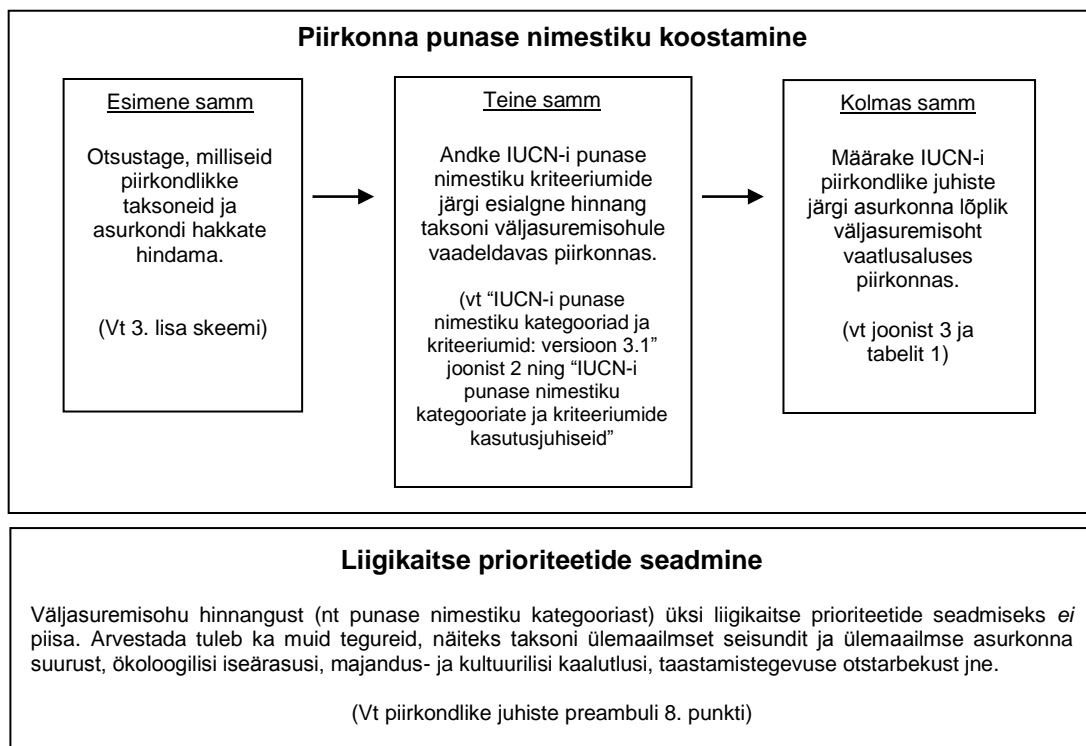 Piirkonna punase nimestiku koostamine
Esimene samm
Otsustage, milliseid
piirkondlikke
taksoneid ja
asurkondi hakkate
hindama.
(Vt 3. lisa skeemi)
Teine samm
Andke IUCN-i punase
nimestiku kriteeriumide
järgi esialgne hinnang
taksoni väljasuremisohule
vaadeldavas piirkonnas.
(vt “IUCN-i punase
nimestiku kategooriad ja
kriteeriumid: versioon 3.1”
joonist 2 ning “IUCN-i
punase nimestiku
kategooriate ja kriteeriumide
kasutusjuhiseid”
Kolmas samm
Määrake IUCN-i
piirkondlike juhiste
järgi asurkonna lõplik
väljasuremisoht
vaatlusaluses
piirkonnas.
(vt joonist 3 ja
tabelit 1)
Liigikaitse prioriteetide seadmine
Väljasuremisohu hinnangust (nt punase nimestiku kategooriast) üksi liigikaitse prioriteetide seadmiseks ei
piisa. Arvestada tuleb ka muid tegureid, näiteks taksoni ülemaailmset seisundit ja ülemaailmse asurkonna
suurust, ökoloogilisi iseärasusi, majandus- ja kultuurilisi kaalutlusi, taastamistegevuse otstarbekust jne.
(Vt piirkondlike juhiste preambuli 8. punkti)